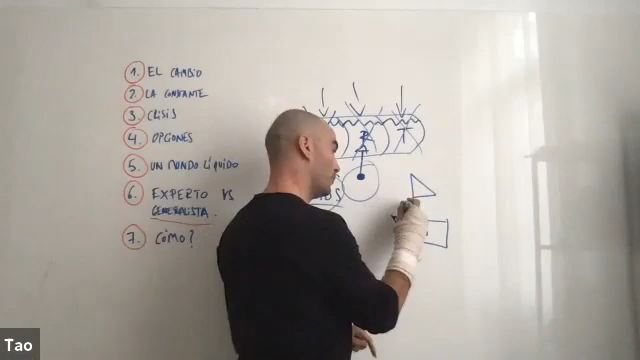 1. EL CAMBIO
2. LA CONSTANTE
3. CRISIS
4. OPCIONES
5. UN MUNDO LÍQUIDO
6. EXPERTO VS
GENERALISTA.
7. CÓMO?
Tao